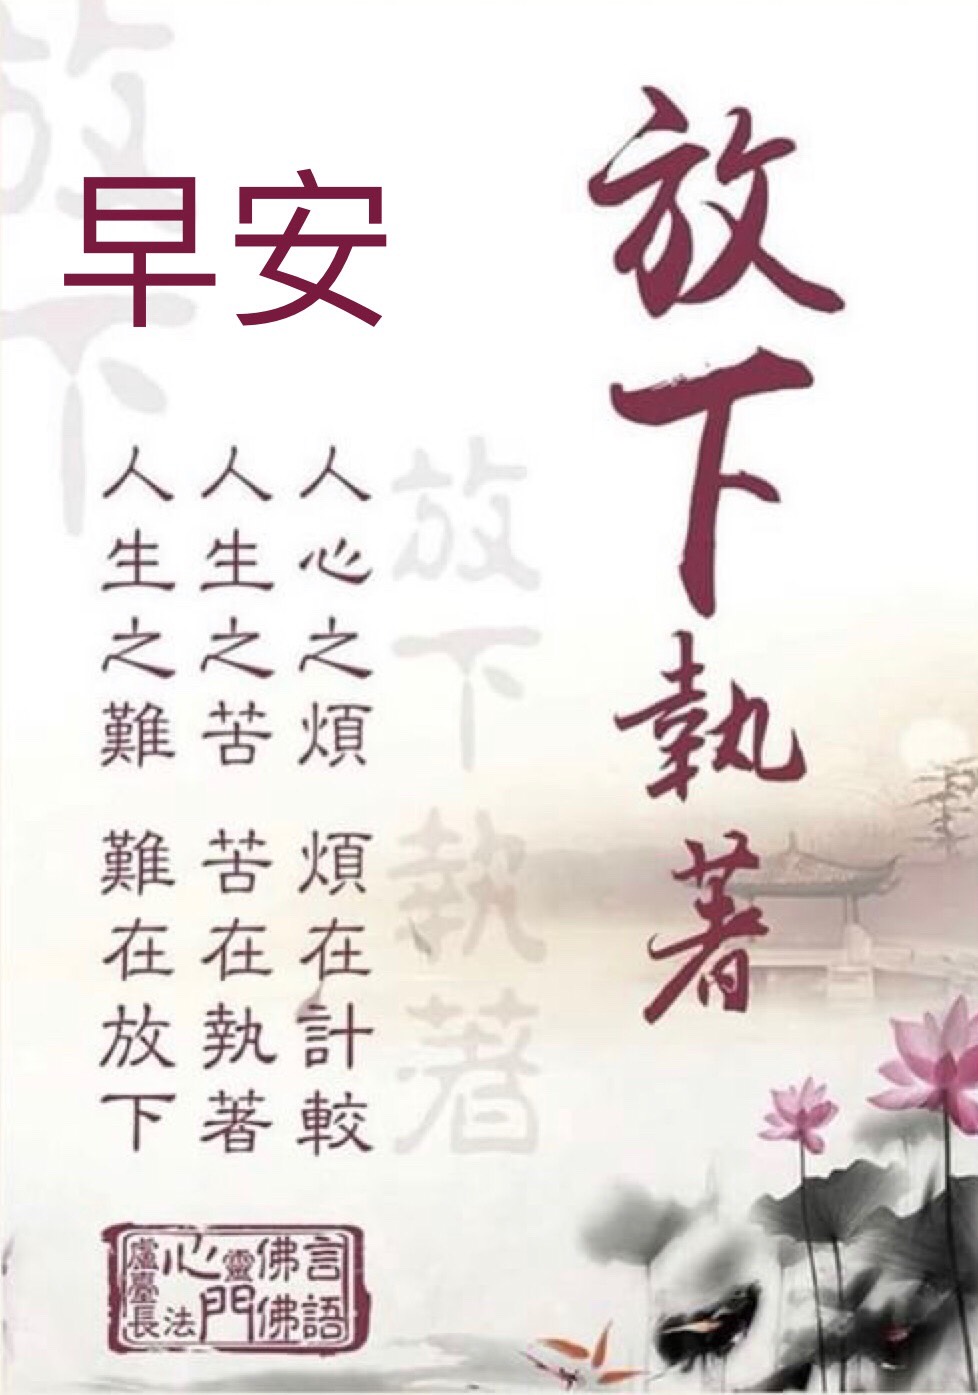 早安
放下執著
人心之煩 煩在計較
人生之苦 苦在執著
人生之難 難在放下
放下執著
放下
言語
佛佛
心靈法門
盧臺長